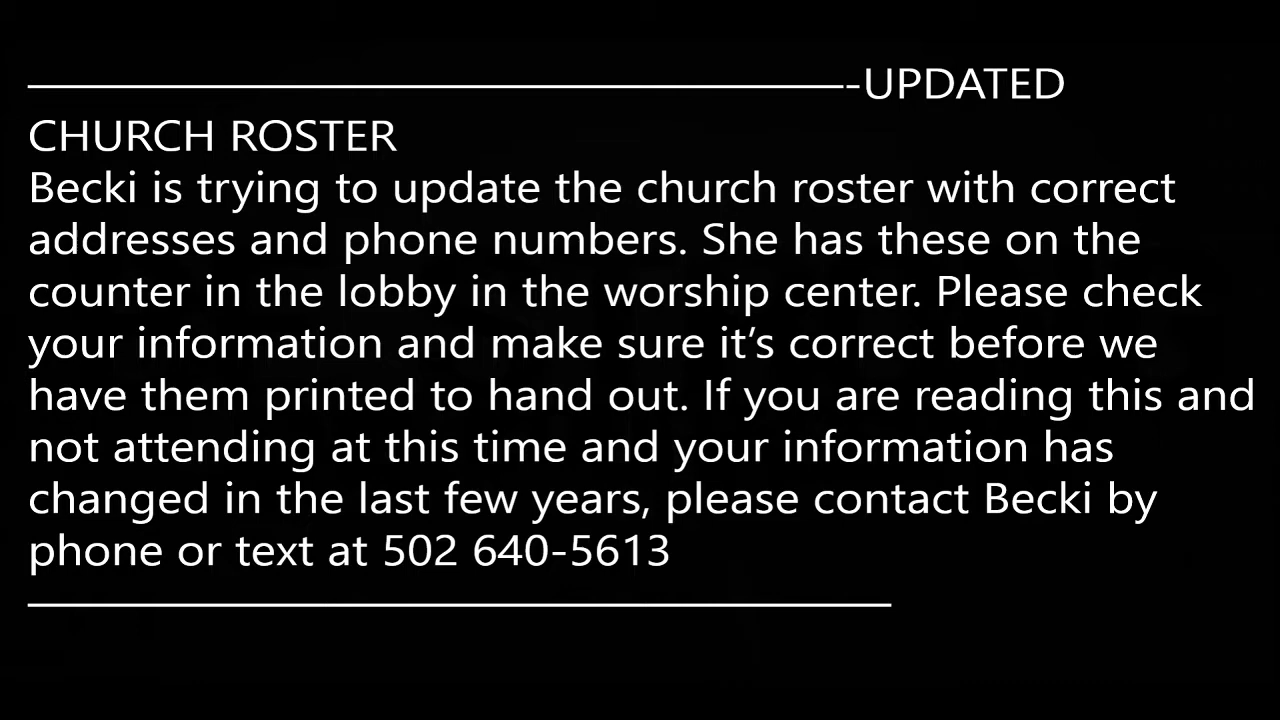 ————————————————————-UPDATED
CHURCH ROSTER
Becki is trying to update the church roster with correct
addresses and phone numbers. She has these on the
counter in the lobby in the worship center. Please check
your information and make sure it’s correct before we
have them printed to hand out. If you are reading this and
not attending at this time and your information has
changed in the last few years, please contact Becki by
phone or text at 502 640-5613
——————————————————————